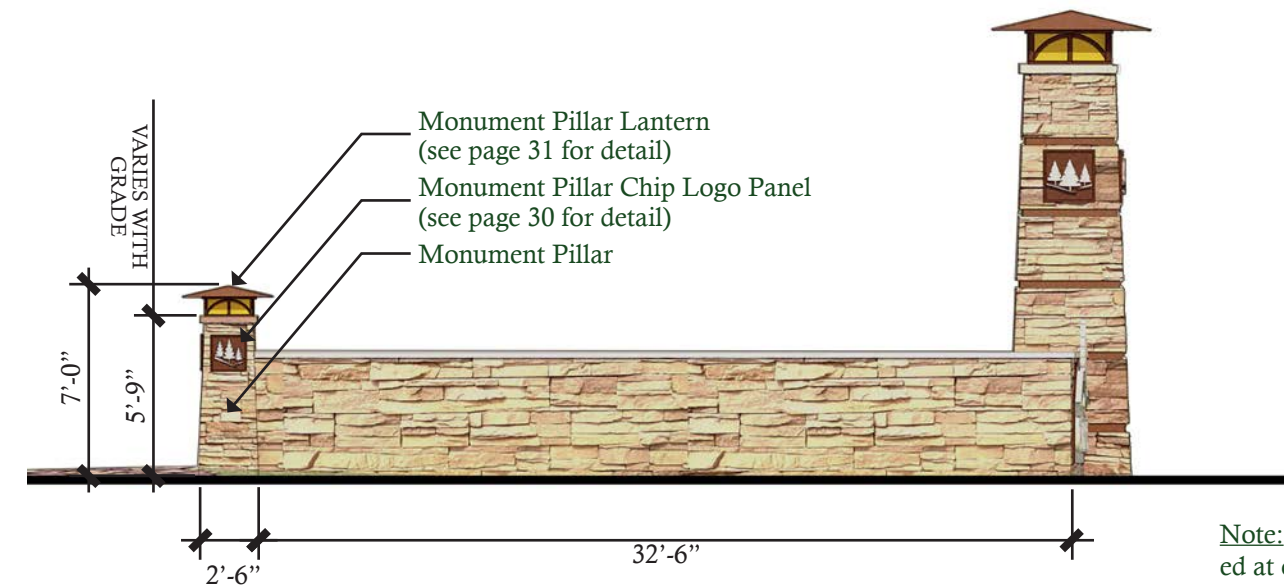 Monument Pillar Lantern
(see page 31 for detail)
Monument Pillar Chip Logo Panel
(see page 30 for detail)
Monument Pillar
VARIES WITH
GRADE
7’-0”
5’-9”
32’-6”
2’-6”
Note:
ed at